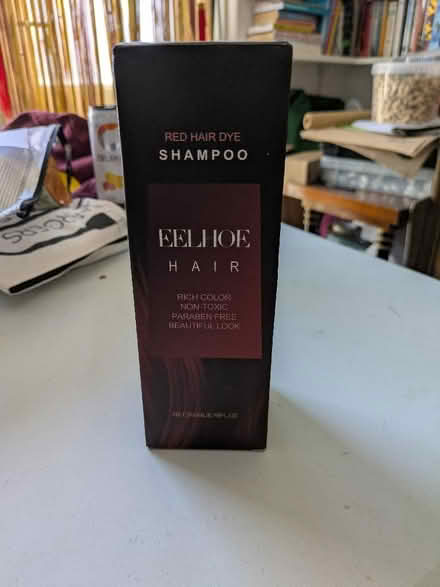 RED HAIR DYE
SHAMPOO
EELHOE
HAIR
RICH COLOR
NON-TOXIC
PARABEN FREE
BEAUTIFUL LOOK